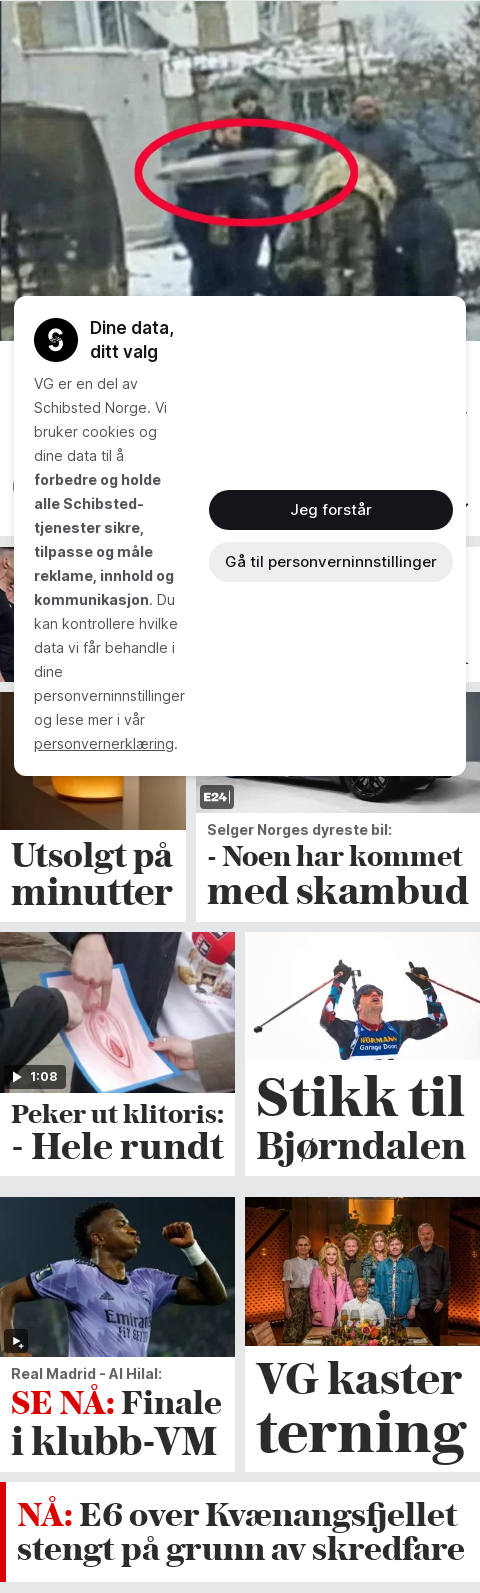 Dine data,
ditt valg
VG er en del av
Schibsted Norge. Vi
bruker cookies og
dine data til å
forbedre og holde
alle Schibsted-
tjenester sikre,
tilpasse og måle
reklame, innhold og
kommunikasjon. Du
kan kontrollere hvilke
data vi får behandle i
dine
personverninnstillinger
og lese mer i vår
personvernerklæring.
Jeg forstår
Gå til personverninnstillinger
Utsolgt på
minutter
E24
Selger Norges dyreste bil:
- Noen har kommet
med skambud
1:08
Peker ut klitoris:
- Hele rundt
HÖRMANN
Garage Door
Stikk til
Bjørndalen
Emirates
FLY BETTER
Real Madrid - Al Hilal:
SE NÅ: Finale
i klubb-VM
VG kaster
terning
NÅ: E6 over Kvænangsfjellet
stengt på grunn av skredfare